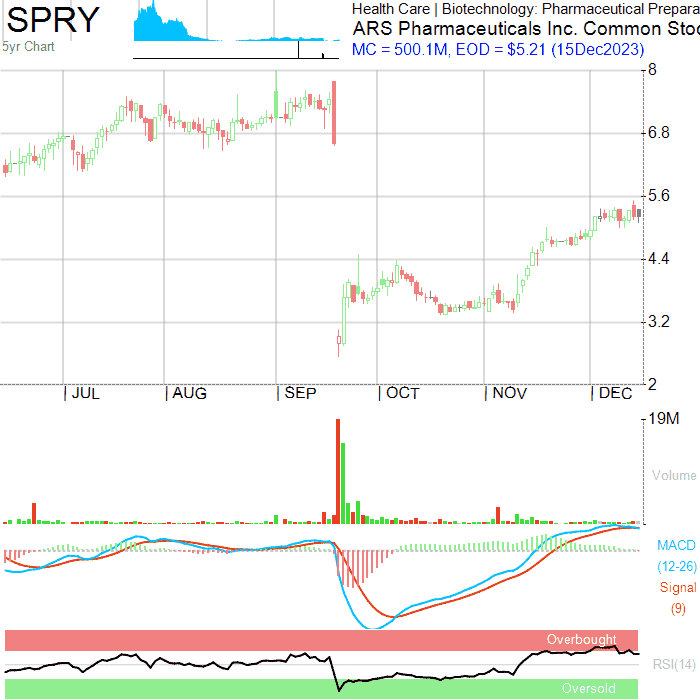 SPRY
5yr Chart
Health Care | Biotechnology: Pharmaceutical Prepara
ARS Pharmaceuticals Inc. Common Stoc
MC = 500.1M, EOD = $5.21 (15Dec2023)
8
6.8
5.6
4.4
3.2
2
JUL
AUG
SEP
OCT
NOV
DEC
19M
Volume
MACD
(12-26)
Signal
(9)
Overbought
RSI(14)
Oversold